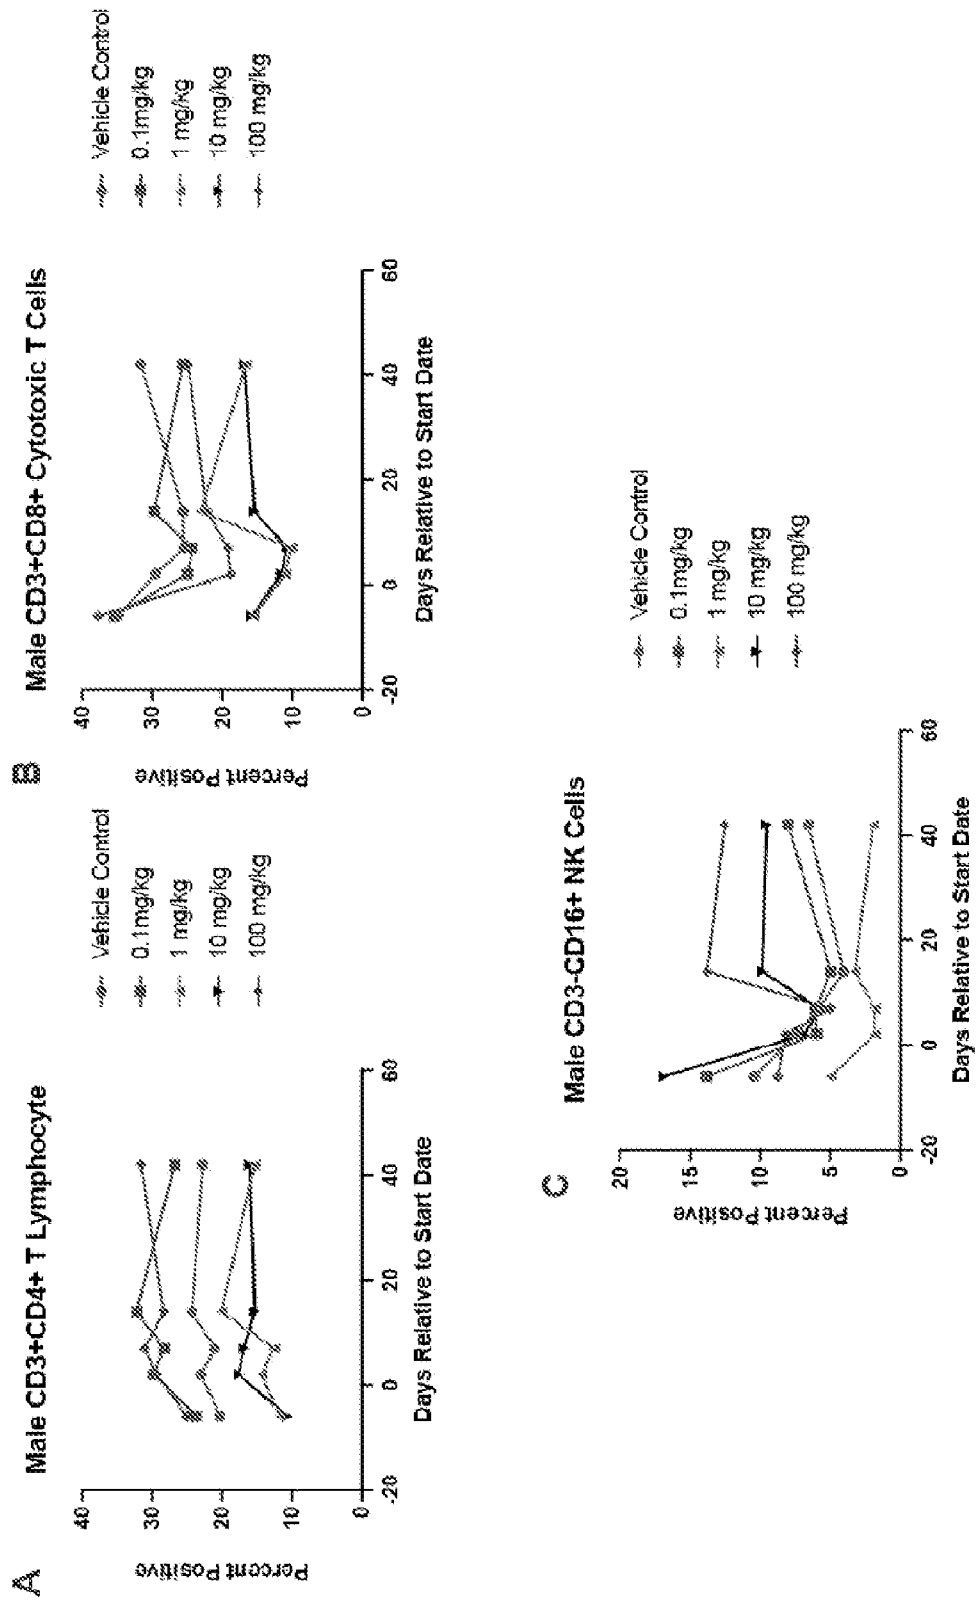 A
Male CD3+CD4+ T Lymphocyte
Percent Positive
40
30
20
10
0
-20
0
20
40
60
Days Relative to Start Date
Vehicle Control
0.1mg/kg
1 mg/kg
10 mg/kg
100 mg/kg
B
Male CD3+CD8+ Cytotoxic T Cells
Percent Positive
40
30
20
10
0
-20
0
20
40
60
Days Relative to Start Date
Vehicle Control
0.1mg/kg
1 mg/kg
10 mg/kg
100 mg/kg
C
Male CD3-CD16+ NK Cells
Percent Positive
20
15
10
5
0
-20
0
20
40
60
Days Relative to Start Date
Vehicle Control
0.1mg/kg
1 mg/kg
10 mg/kg
100 mg/kg